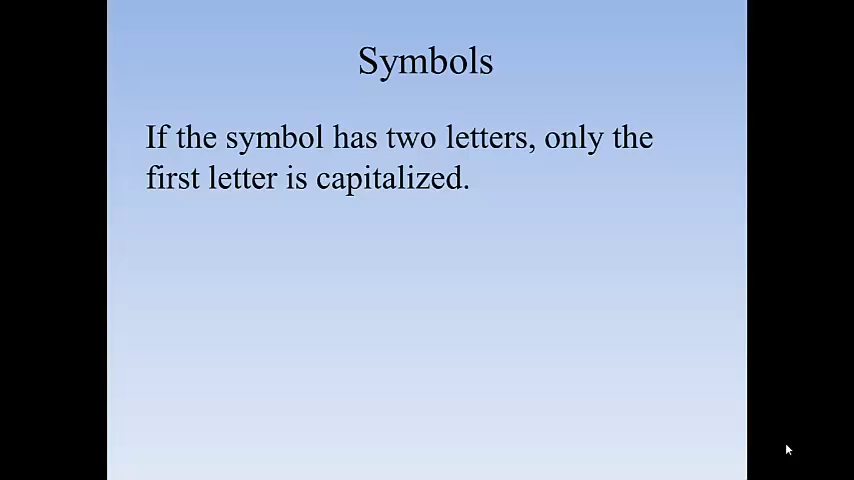 Symbols
If the symbol has two letters, only the
first letter is capitalized.